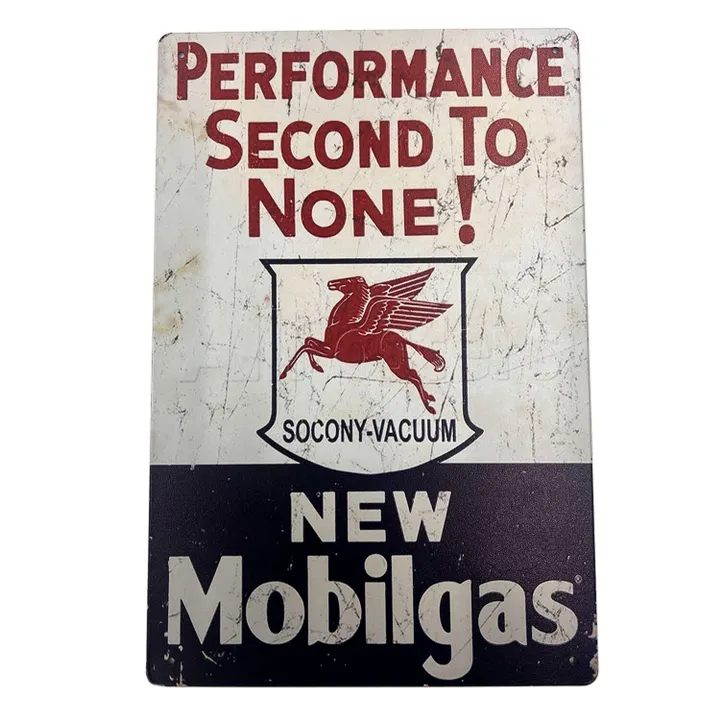 PERFORMANCE
SECOND TO
NONE!
SOCONY-VACUUM
NEW
Mobilgas®